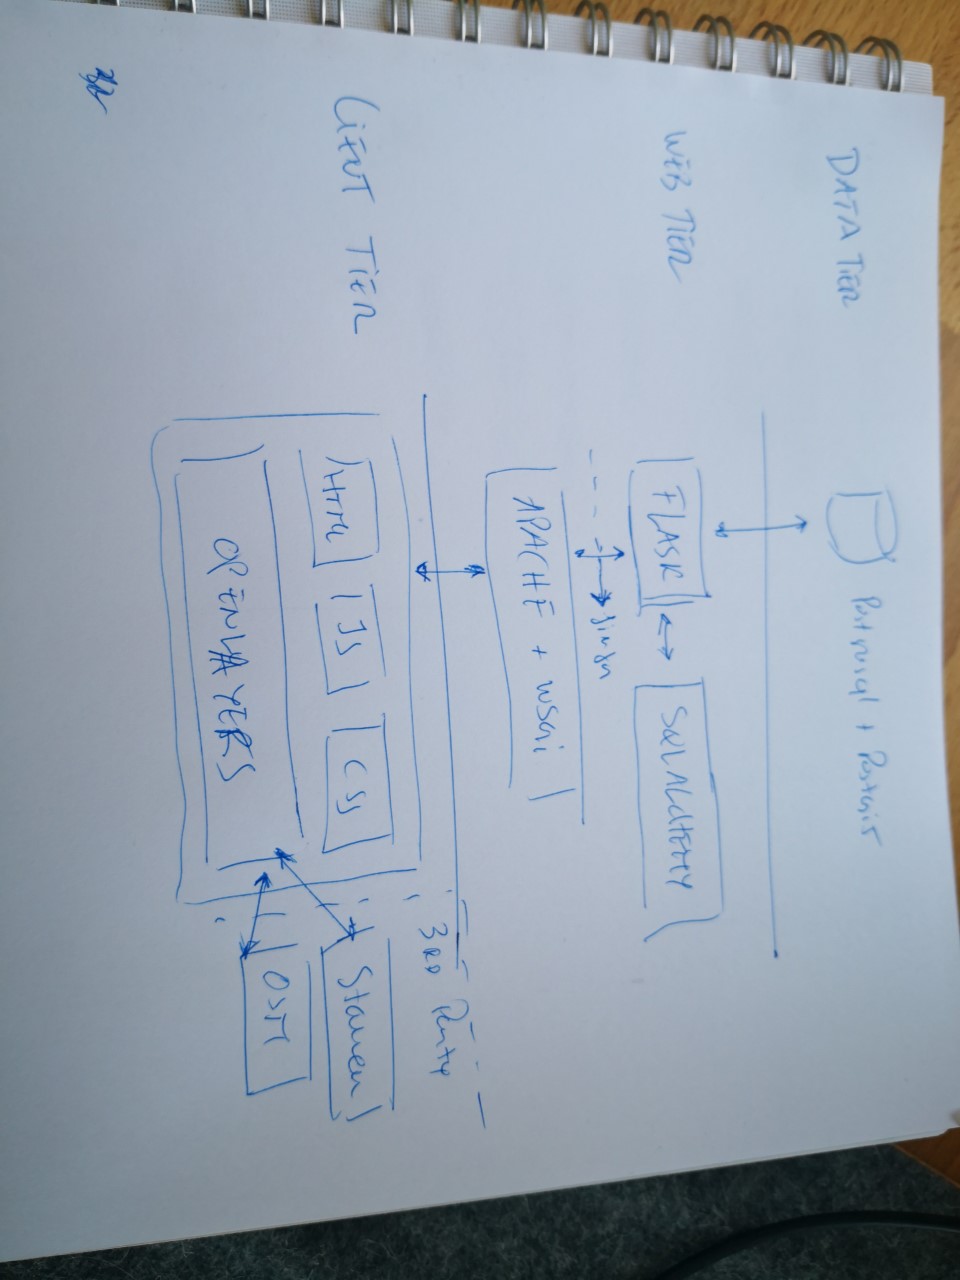 DATA TIER
Postresql + Postgis
WEB TIER
FLASK
SQLALCHEMY
Jinja
APACHE + WSGi
CLIENT TIER
HTML
JS
CSS
3RD Party
OPENLAYERS
Stamen
OSM